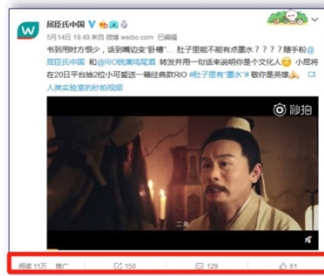 屈臣氏中国
5月14日 19:49 来自 微博 weibo.com 已编辑
书到用时方恨少，话到嘴边变“卧槽”... 肚子里能不能有点墨水？？？？随手粉@
屈臣氏中国 和@RIO锐澳鸡尾酒 转发并用一句话来说明你是个文化人 小屈将
在20日平台抽2位小可爱送一箱经典款RIO #肚子里有“墨水”# 敬你是英雄
人类实验室的秒拍视频
秒拍
阅读 11万 推广 150 129 61